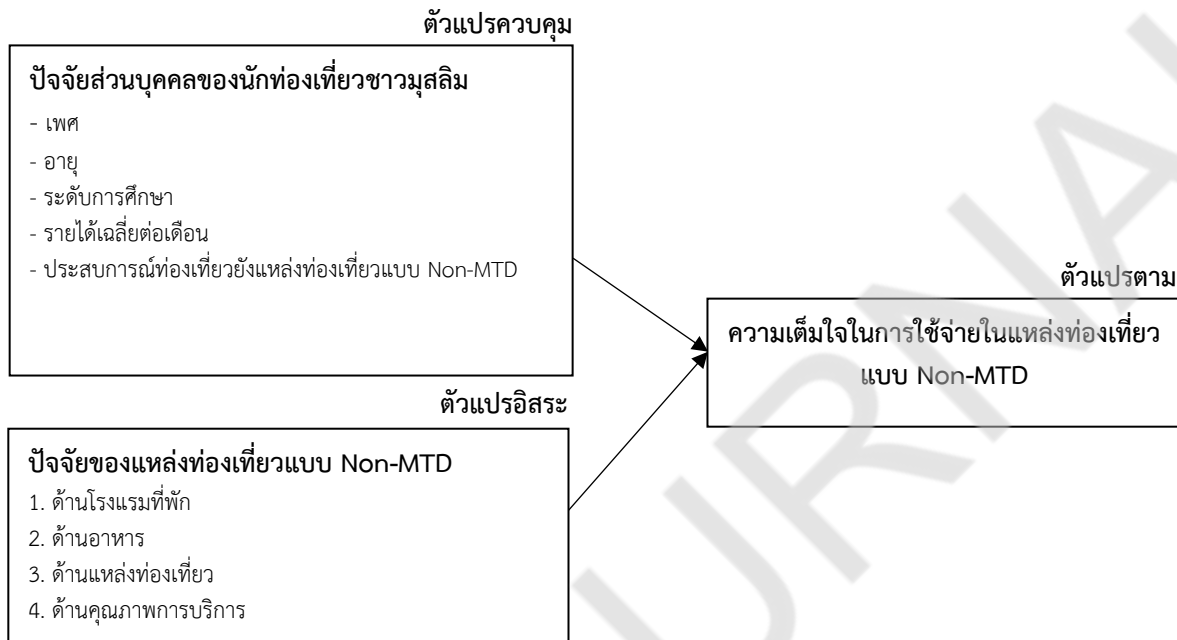 ตัวแปรควบคุม
ปัจจัยส่วนบุคคลของนักท่องเที่ยวชาวมุสลิม
- เพศ
- อายุ
- ระดับการศึกษา
- รายได้เฉลี่ยต่อเดือน
- ประสบการณ์ท่องเที่ยวยังแหล่งท่องเที่ยวแบบ Non-MTD
ตัวแปรตาม
ความเต็มใจในการใช้จ่ายในแหล่งท่องเที่ยว
แบบ Non-MTD
ตัวแปรอิสระ
ปัจจัยของแหล่งท่องเที่ยวแบบ Non-MTD
1. ด้านโรงแรมที่พัก
2. ด้านอาหาร
3. ด้านแหล่งท่องเที่ยว
4. ด้านคุณภาพการบริการ
URNAL